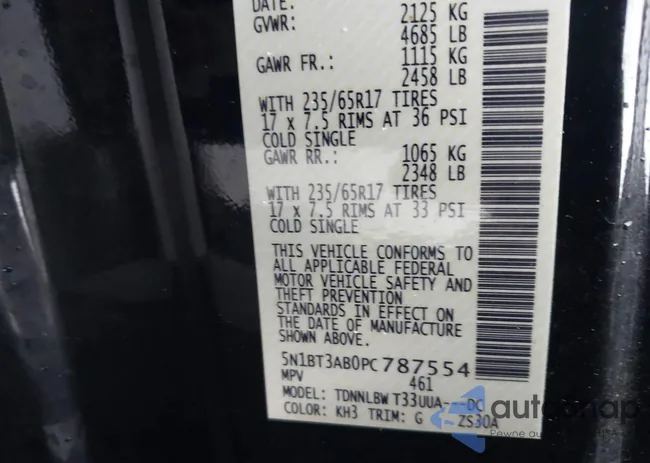 DATE:
GVWR: 2125 KG
4685 LB
GAWR FR.: 1115 KG
2458 LB
WITH 235/65R17 TIRES
17 x 7.5 RIMS AT 36 PSI
COLD SINGLE
GAWR RR.: 1065 KG
2348 LB
WITH 235/65R17 TIRES
17 x 7.5 RIMS AT 33 PSI
COLD SINGLE
THIS VEHICLE CONFORMS TO
ALL APPLICABLE FEDERAL
MOTOR VEHICLE SAFETY AND
THEFT PREVENTION
STANDARDS IN EFFECT ON
THE DATE OF MANUFACTURE
SHOWN ABOVE.
5N1BT3AB0PC787554
MPV 461
MODEL: TDNNLBW T33UUA---DC
COLOR: KH3 TRIM: G ZS30A
autosnap
Pewne